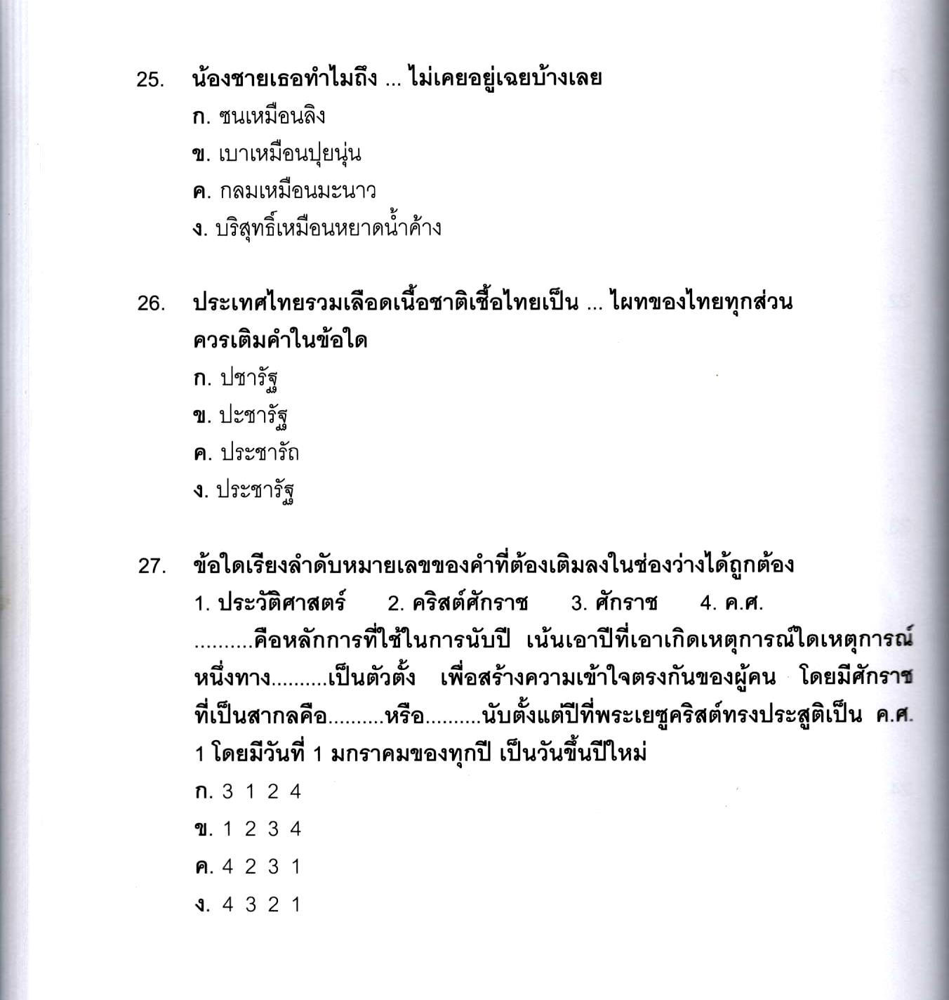 25. น้องชายเธอทำไมถึง ... ไม่เคยอยู่เฉยบ้างเลย
ก. ซนเหมือนลิง
ข. เบาเหมือนปุยนุ่น
ค. กลมเหมือนมะนาว
ง. บริสุทธิ์เหมือนหยาดน้ำค้าง
26. ประเทศไทยรวมเลือดเนื้อชาติเชื้อไทยเป็น ... ไผทของไทยทุกส่วน
ควรเติมคำในข้อใด
ก. ปชารัฐ
ข. ปะชารัฐ
ค. ประชารัถ
ง. ประชารัฐ
27. ข้อใดเรียงลำดับหมายเลขของคำที่ต้องเติมลงในช่องว่างได้ถูกต้อง
1. ประวัติศาสตร์ 2. คริสต์ศักราช 3. ศักราช 4. ค.ศ.
..........คือหลักการที่ใช้ในการนับปี เน้นเอาปีที่เอาเกิดเหตุการณ์ใดเหตุการณ์
หนึ่งทาง..........เป็นตัวตั้ง เพื่อสร้างความเข้าใจตรงกันของผู้คน โดยมีศักราช
ที่เป็นสากลคือ..........หรือ..........นับตั้งแต่ปีที่พระเยซูคริสต์ทรงประสูติเป็น ค.ศ.
1 โดยมีวันที่ 1 มกราคมของทุกปี เป็นวันขึ้นปีใหม่
ก. 3 1 2 4
ข. 1 2 3 4
ค. 4 2 3 1
ง. 4 3 2 1